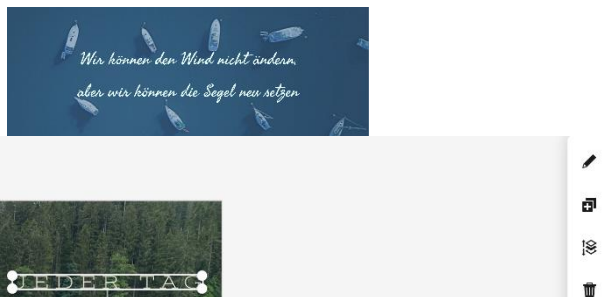 Wir können den Wind nicht ändern,
aber wir können die Segel neu setzen
JEDER TAG